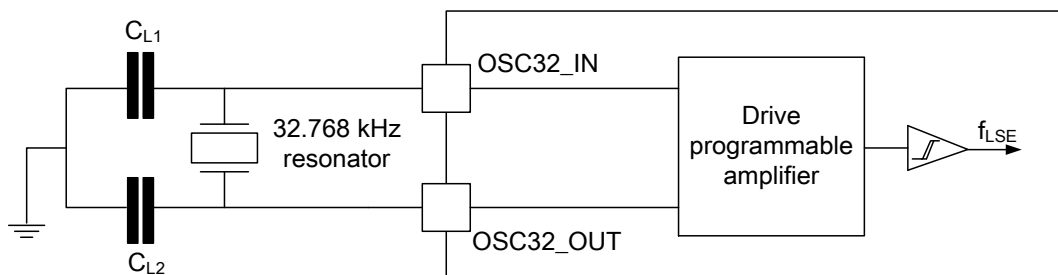 CL1
OSC32_IN
32.768 kHz
resonator
Drive
programmable
amplifier
fLSE
OSC32_OUT
CL2